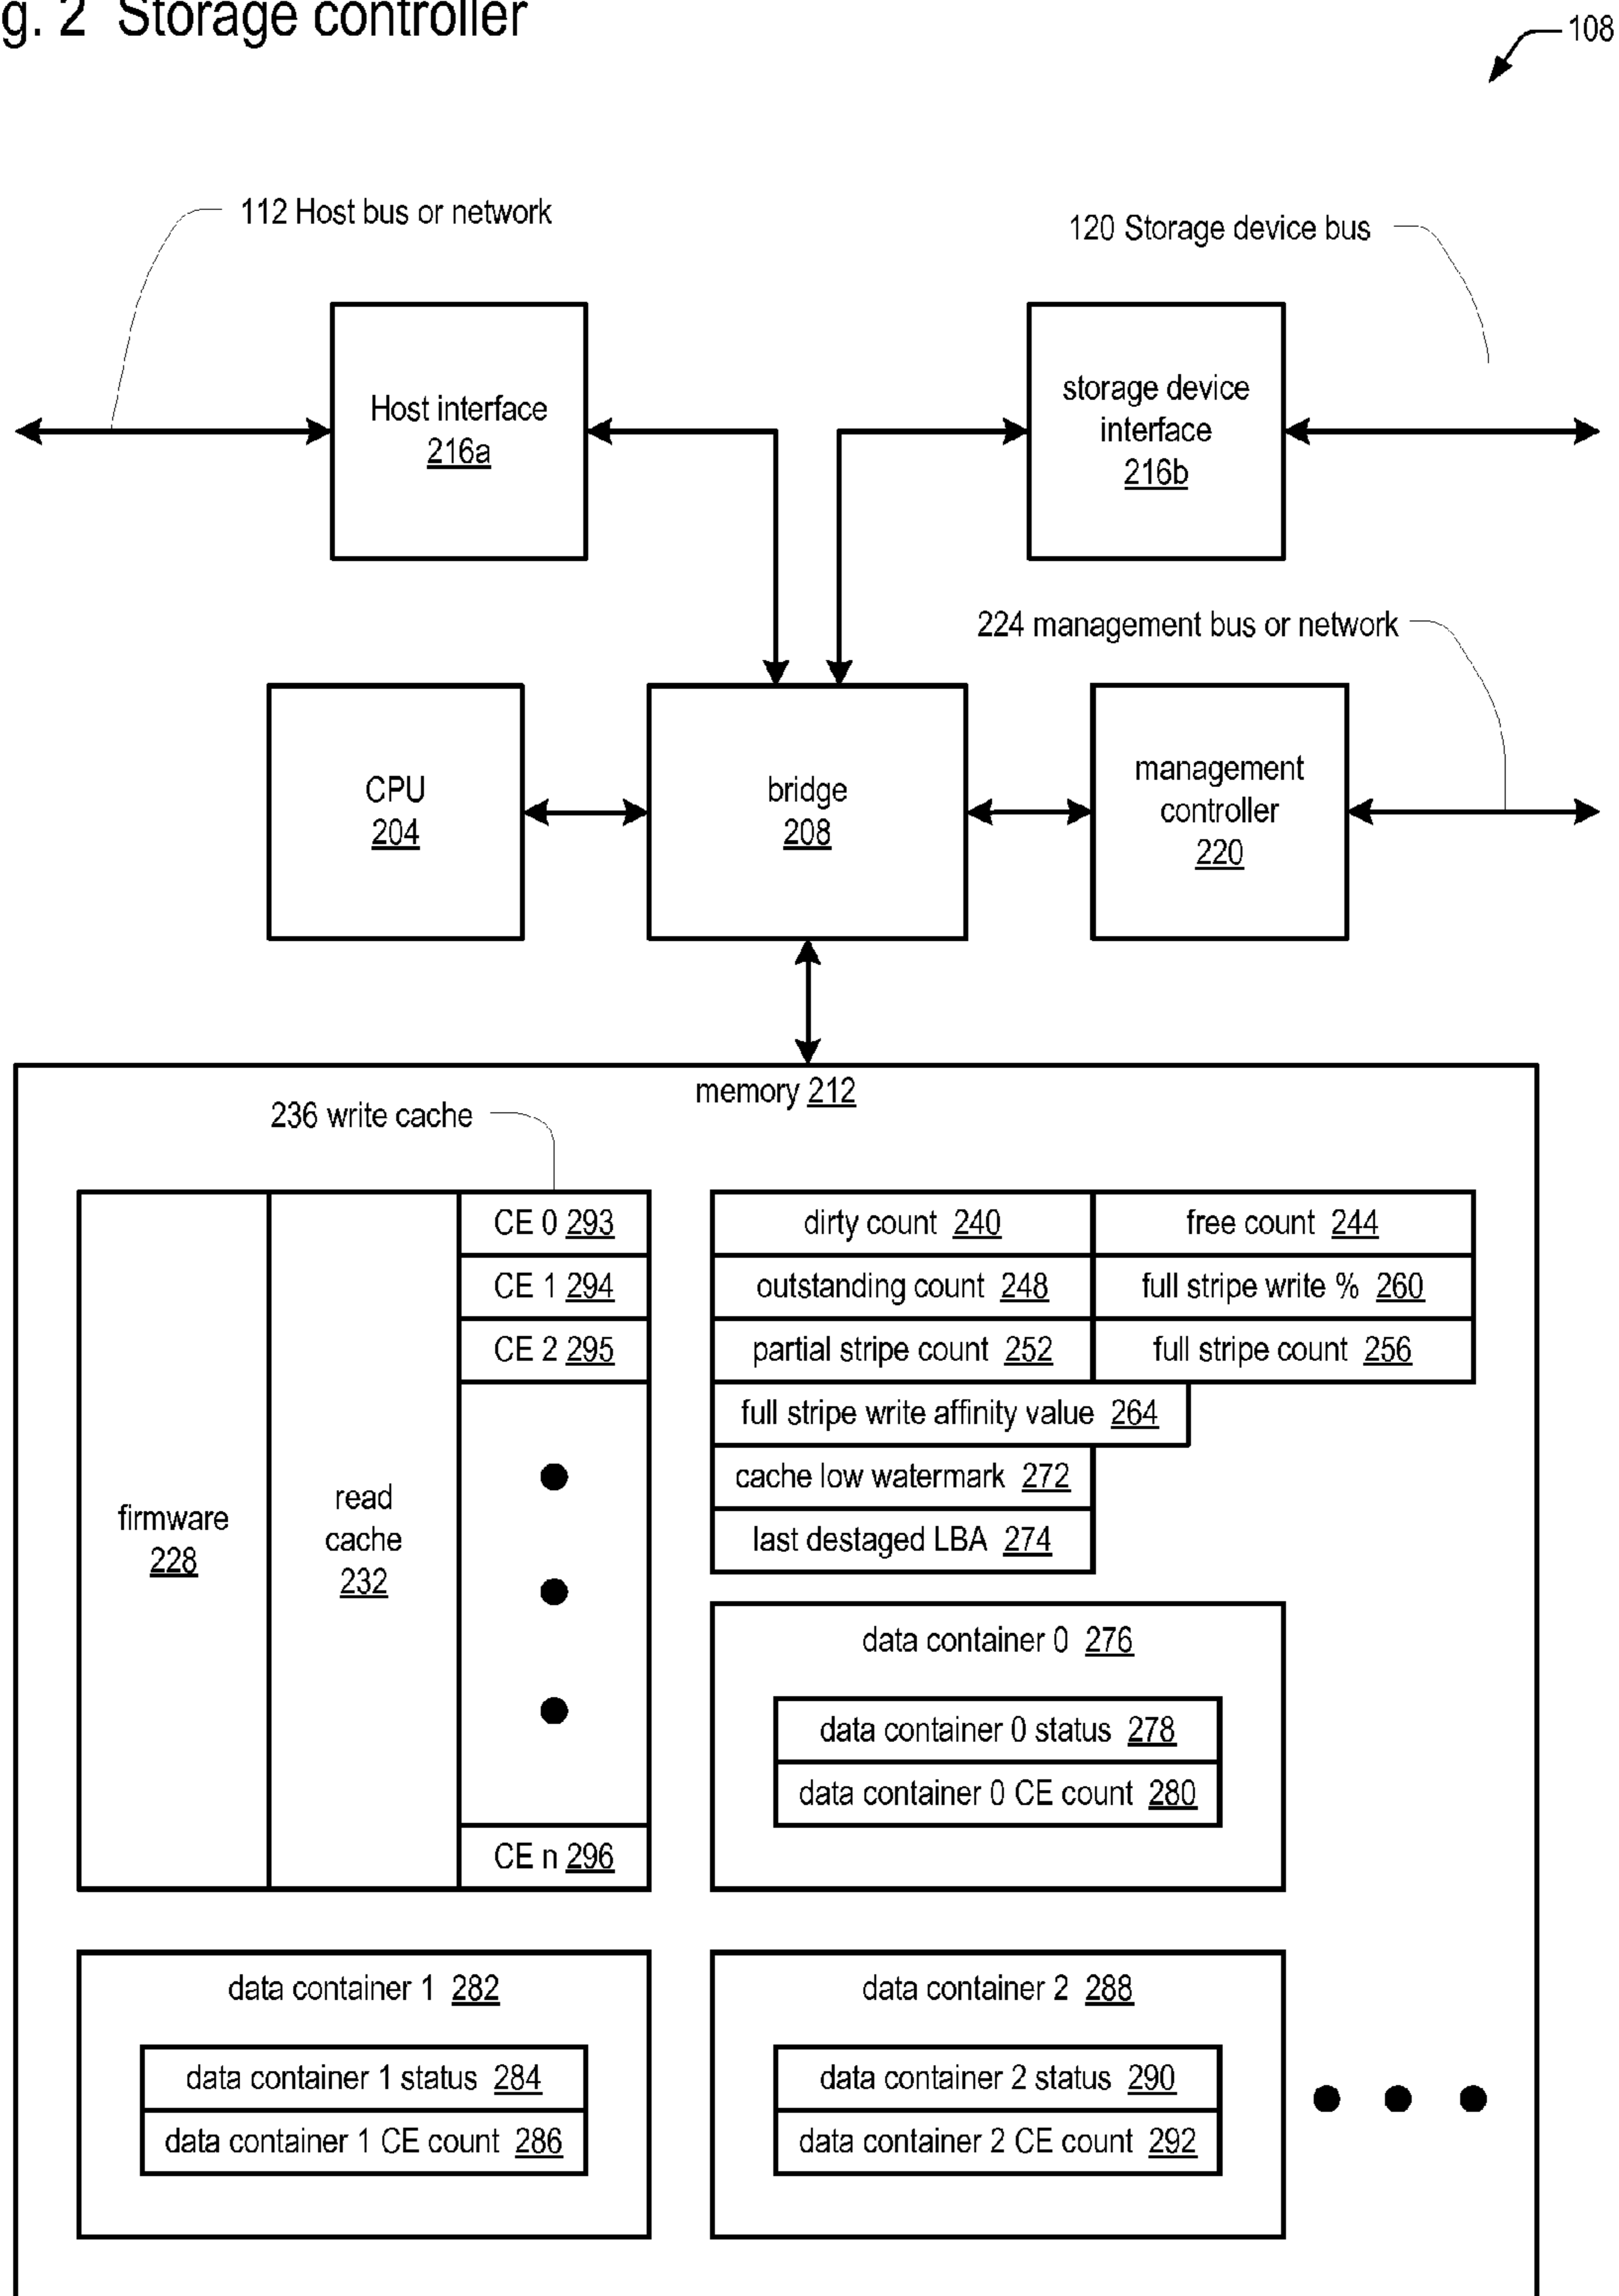 g. 2 Storage controller
108
112 Host bus or network
120 Storage device bus
Host interface
216a
storage device
interface
216b
224 management bus or network
CPU
204
bridge
208
management
controller
220
memory 212
236 write cache
firmware
228
read
cache
232
CE 0 293
CE 1 294
CE 2 295
CE n 296
dirty count 240
free count 244
outstanding count 248
full stripe write % 260
partial stripe count 252
full stripe count 256
full stripe write affinity value 264
cache low watermark 272
last destaged LBA 274
data container 0 276
data container 0 status 278
data container 0 CE count 280
data container 1 282
data container 1 status 284
data container 1 CE count 286
data container 2 288
data container 2 status 290
data container 2 CE count 292